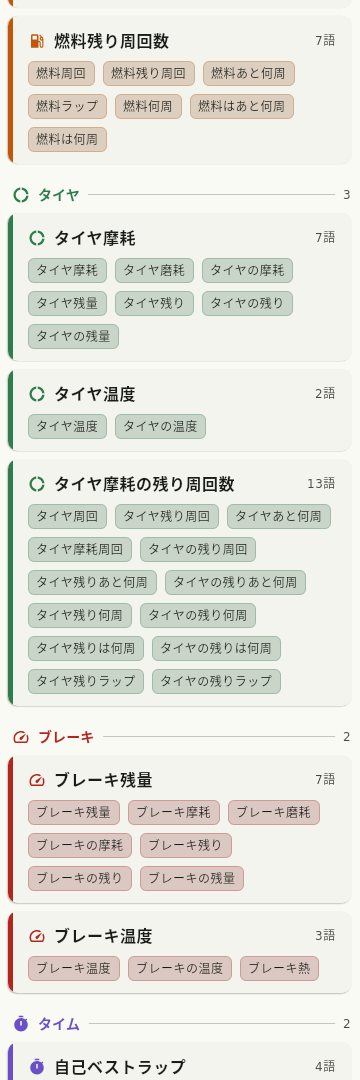 燃料残り周回数 7語
燃料周回 燃料残り周回 燃料あと何周
燃料ラップ 燃料何周 燃料はあと何周
燃料は何周
タイヤ 3
タイヤ摩耗 7語
タイヤ摩耗 タイヤ磨耗 タイヤの摩耗
タイヤ残量 タイヤ残り タイヤの残り
タイヤの残量
タイヤ温度 2語
タイヤ温度 タイヤの温度
タイヤ摩耗の残り周回数 13語
タイヤ周回 タイヤ残り周回 タイヤあと何周
タイヤ摩耗周回 タイヤの残り周回
タイヤ残りあと何周 タイヤの残りあと何周
タイヤ残り何周 タイヤの残り何周
タイヤ残りは何周 タイヤの残りは何周
タイヤ残りラップ タイヤの残りラップ
ブレーキ 2
ブレーキ残量 7語
ブレーキ残量 ブレーキ摩耗 ブレーキ磨耗
ブレーキの摩耗 ブレーキ残り
ブレーキの残り ブレーキの残量
ブレーキ温度 3語
ブレーキ温度 ブレーキの温度 ブレーキ熱
タイム 2
自己ベストラップ 4語